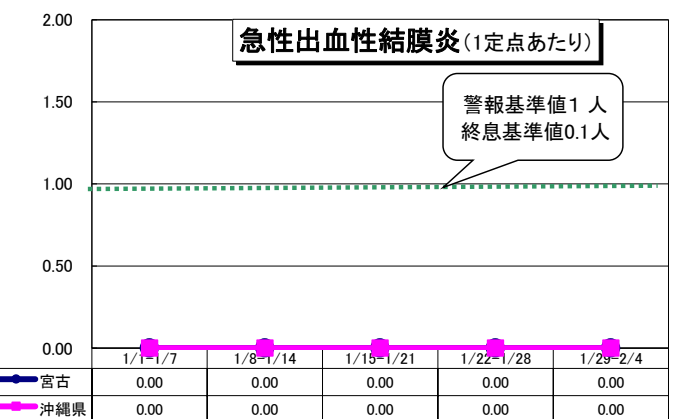 急性出血性結膜炎(1定点あたり)
警報基準値1 人
終息基準値0.1人
2.00
1.50
1.00
0.50
0.00
1/1-1/7 1/8-1/14 1/15-1/21 1/22-1/28 1/29-2/4
宮古 0.00 0.00 0.00 0.00 0.00
沖縄県 0.00 0.00 0.00 0.00 0.00